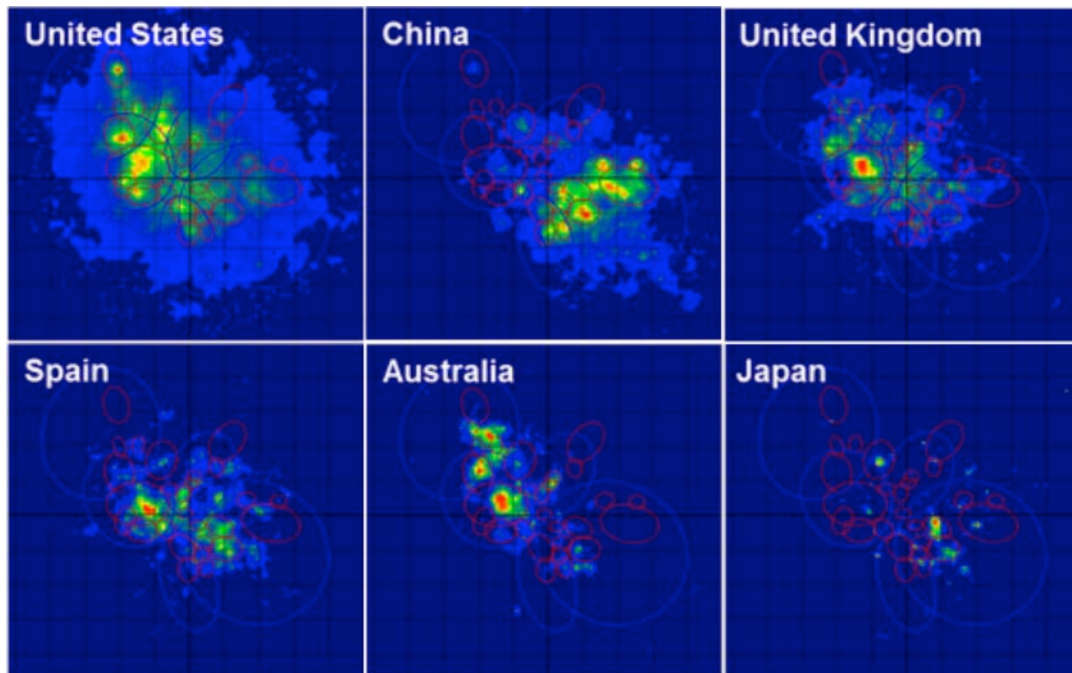 United States
China
United Kingdom
Spain
Australia
Japan